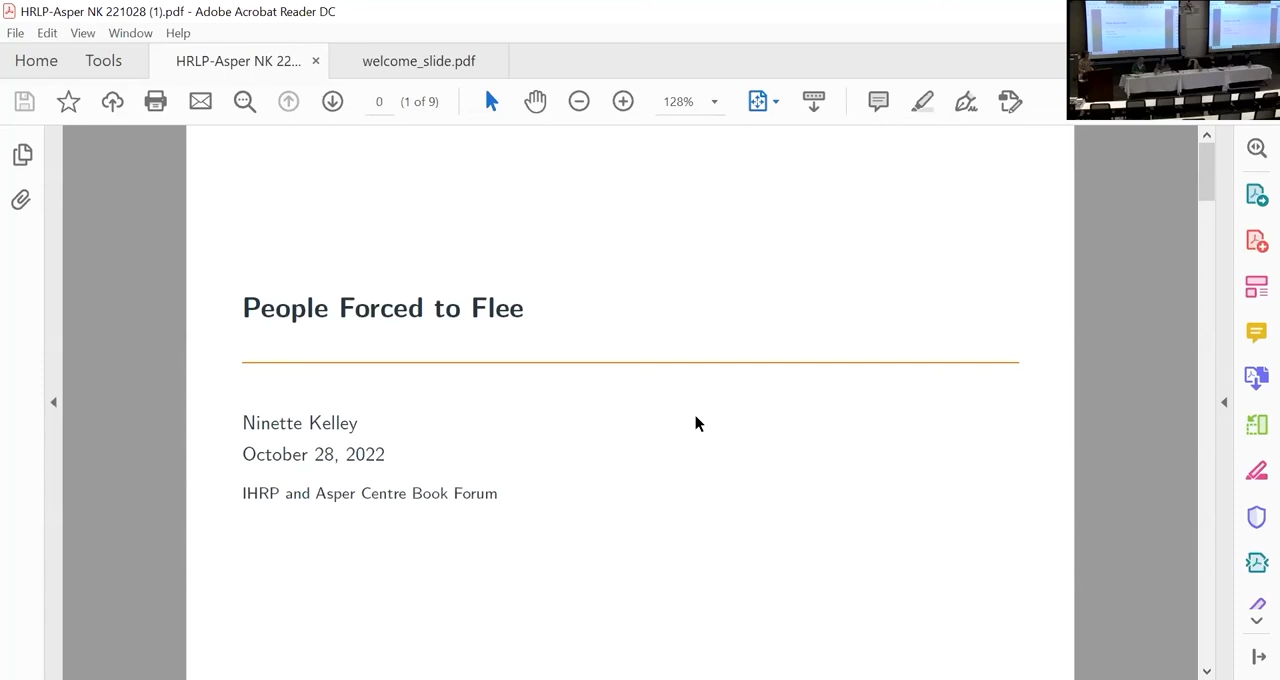 HRLP-Asper NK 221028 (1).pdf - Adobe Acrobat Reader DC
File Edit View Window Help
Home Tools HRLP-Asper NK 22... × welcome_slide.pdf
0 (1 of 9) 128%
People Forced to Flee
Ninette Kelley
October 28, 2022
IHRP and Asper Centre Book Forum